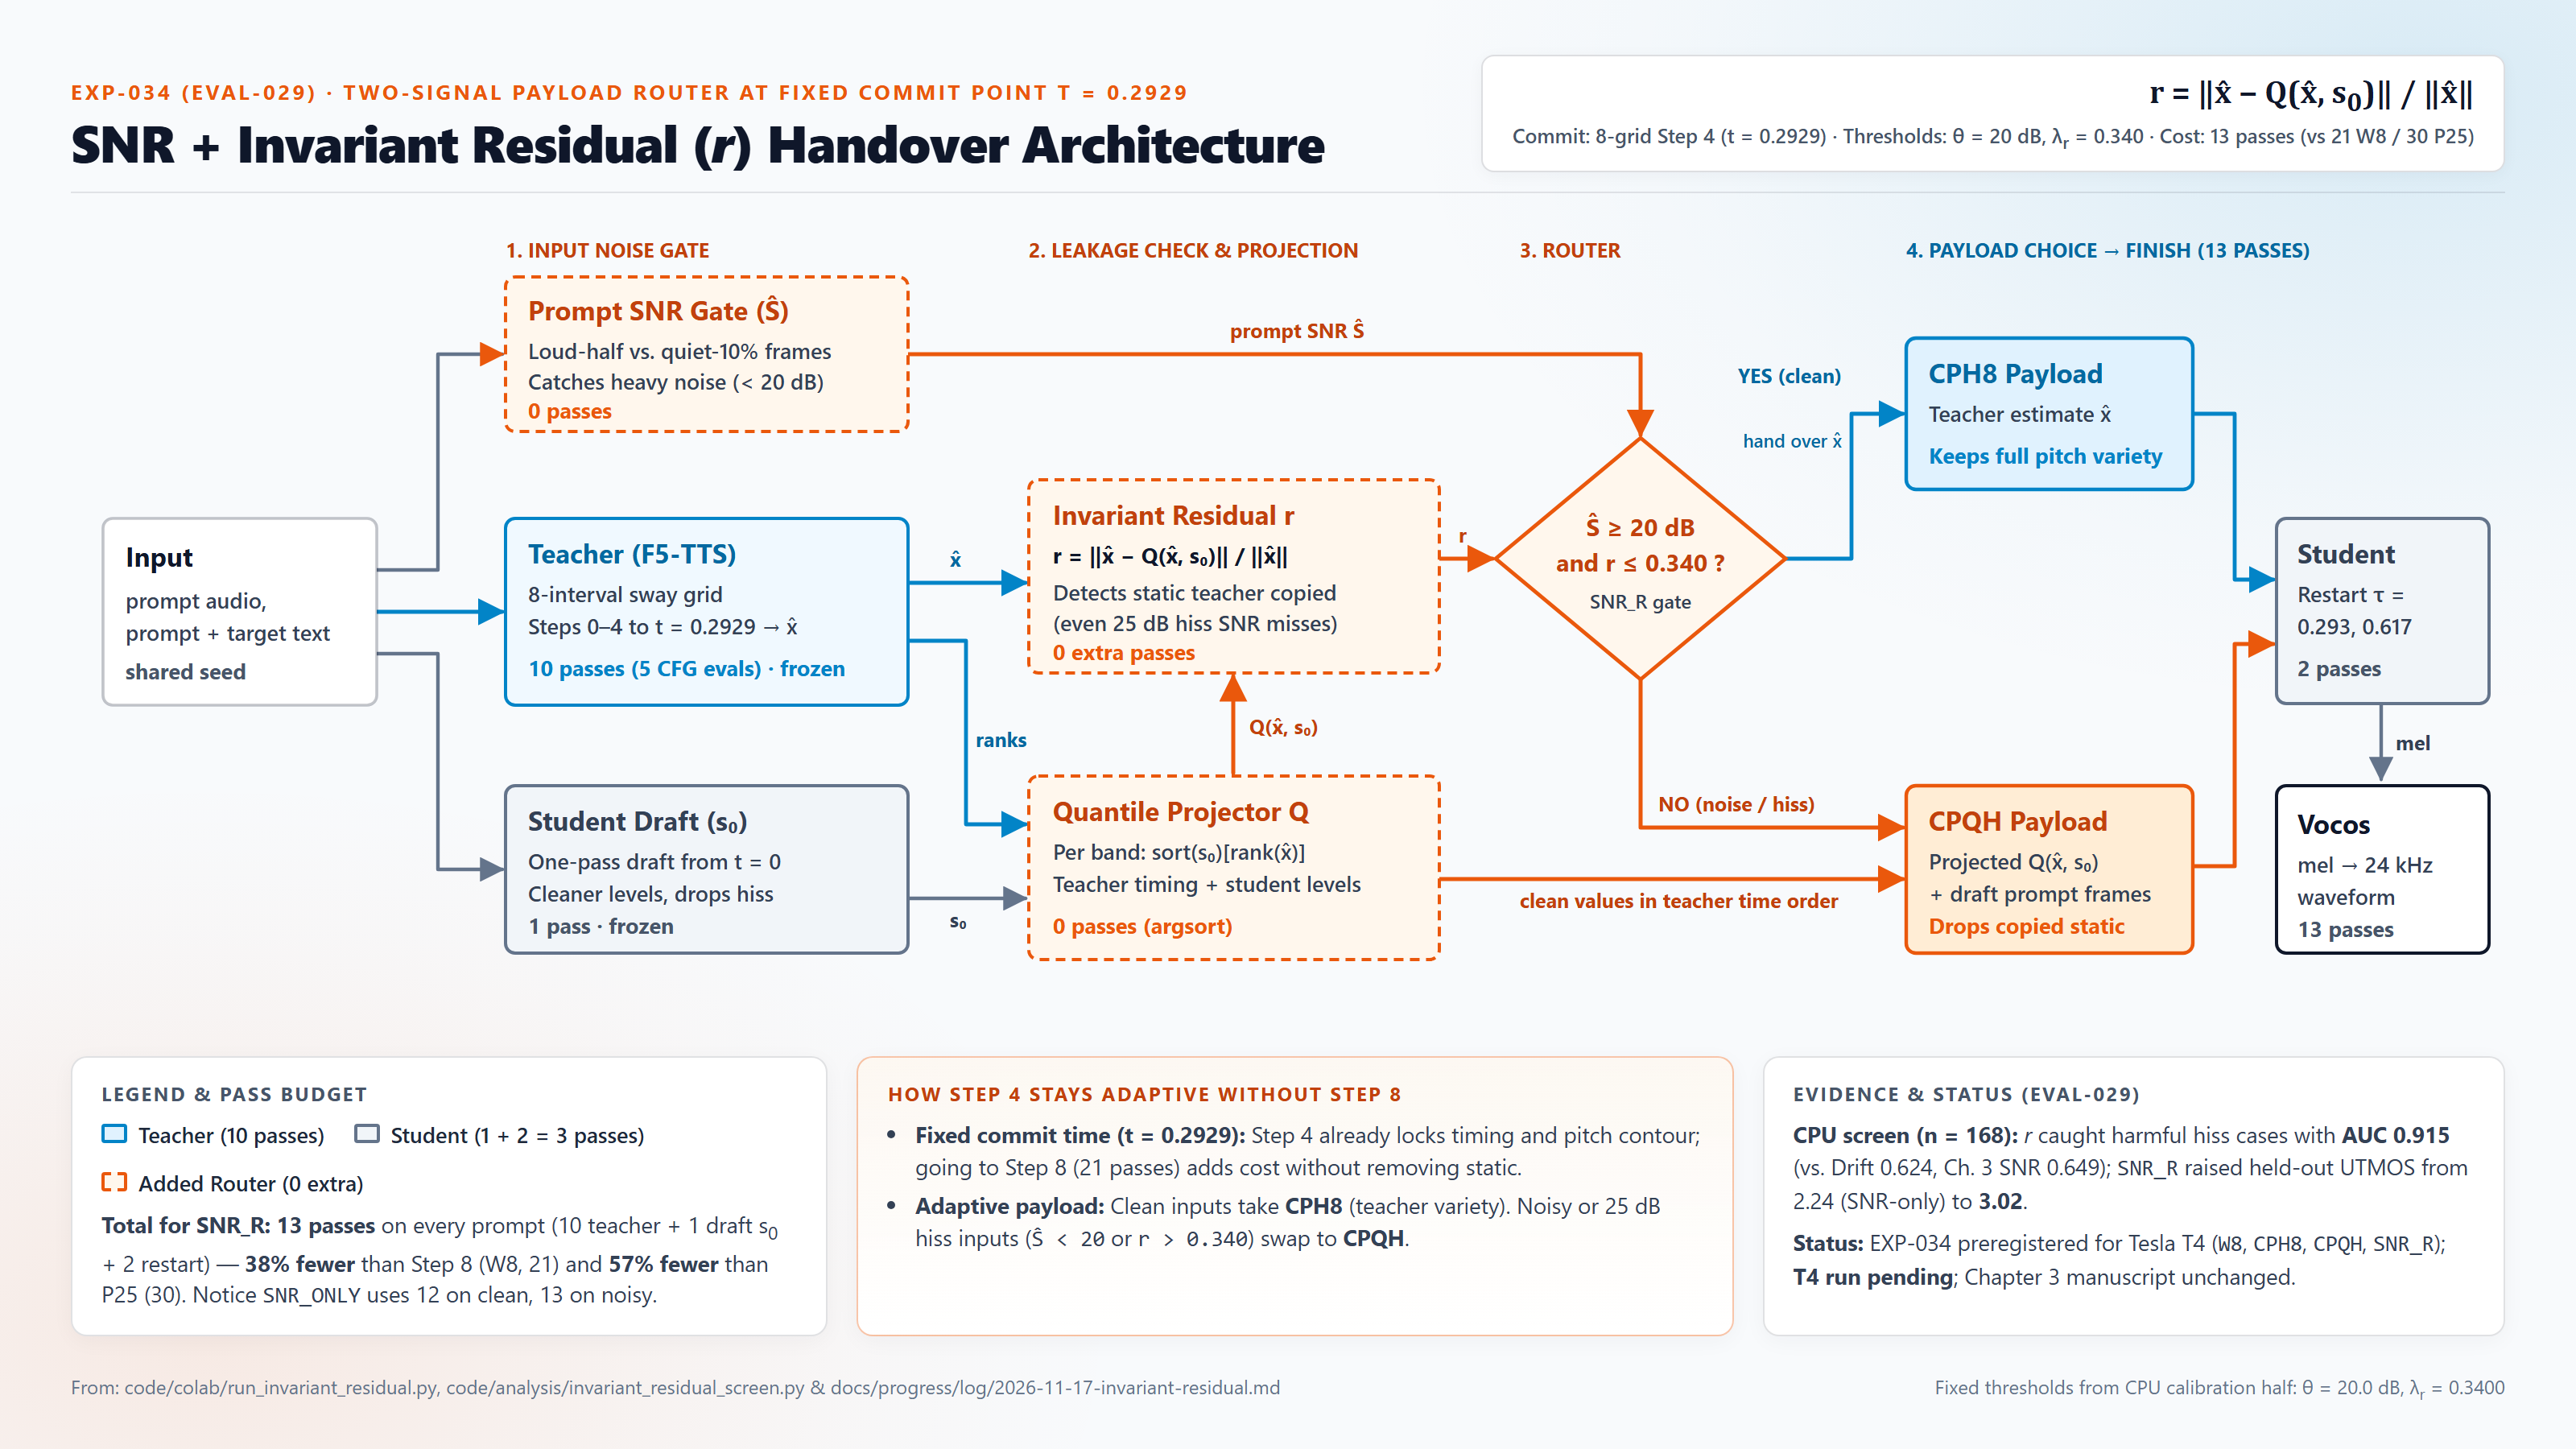 EXP-034 (EVAL-029) · TWO-SIGNAL PAYLOAD ROUTER AT FIXED COMMIT POINT T = 0.2929
SNR + Invariant Residual (r) Handover Architecture
r = ‖x̂ − Q(x̂, s₀)‖ / ‖x̂‖
Commit: 8-grid Step 4 (t = 0.2929) · Thresholds: θ = 20 dB, λᵣ = 0.340 · Cost: 13 passes (vs 21 W8 / 30 P25)
1. INPUT NOISE GATE
2. LEAKAGE CHECK & PROJECTION
3. ROUTER
4. PAYLOAD CHOICE → FINISH (13 PASSES)
Input
prompt audio,
prompt + target text
shared seed
Prompt SNR Gate (Ŝ)
Loud-half vs. quiet-10% frames
Catches heavy noise (< 20 dB)
0 passes
prompt SNR Ŝ
Teacher (F5-TTS)
8-interval sway grid
Steps 0–4 to t = 0.2929 → x̂
10 passes (5 CFG evals) · frozen
x̂
ranks
Student Draft (s₀)
One-pass draft from t = 0
Cleaner levels, drops hiss
1 pass · frozen
s₀
Invariant Residual r
r = ‖x̂ − Q(x̂, s₀)‖ / ‖x̂‖
Detects static teacher copied
(even 25 dB hiss SNR misses)
0 extra passes
r
Q(x̂, s₀)
Quantile Projector Q
Per band: sort(s₀)[rank(x̂)]
Teacher timing + student levels
0 passes (argsort)
Ŝ ≥ 20 dB
and r ≤ 0.340 ?
SNR_R gate
YES (clean)
hand over x̂
NO (noise / hiss)
clean values in teacher time order
CPH8 Payload
Teacher estimate x̂
Keeps full pitch variety
CPQH Payload
Projected Q(x̂, s₀)
+ draft prompt frames
Drops copied static
Student
Restart τ =
0.293, 0.617
2 passes
mel
Vocos
mel → 24 kHz
waveform
13 passes
LEGEND & PASS BUDGET
Teacher (10 passes) Student (1 + 2 = 3 passes)
Added Router (0 extra)
Total for SNR_R: 13 passes on every prompt (10 teacher + 1 draft s₀
+ 2 restart) — 38% fewer than Step 8 (W8, 21) and 57% fewer than
P25 (30). Notice SNR_ONLY uses 12 on clean, 13 on noisy.
HOW STEP 4 STAYS ADAPTIVE WITHOUT STEP 8
• Fixed commit time (t = 0.2929): Step 4 already locks timing and pitch contour;
going to Step 8 (21 passes) adds cost without removing static.
• Adaptive payload: Clean inputs take CPH8 (teacher variety). Noisy or 25 dB
hiss inputs (Ŝ < 20 or r > 0.340) swap to CPQH.
EVIDENCE & STATUS (EVAL-029)
CPU screen (n = 168): r caught harmful hiss cases with AUC 0.915
(vs. Drift 0.624, Ch. 3 SNR 0.649); SNR_R raised held-out UTMOS from
2.24 (SNR-only) to 3.02.
Status: EXP-034 preregistered for Tesla T4 (W8, CPH8, CPQH, SNR_R);
T4 run pending; Chapter 3 manuscript unchanged.
From: code/colab/run_invariant_residual.py, code/analysis/invariant_residual_screen.py & docs/progress/log/2026-11-17-invariant-residual.md
Fixed thresholds from CPU calibration half: θ = 20.0 dB, λᵣ = 0.3400